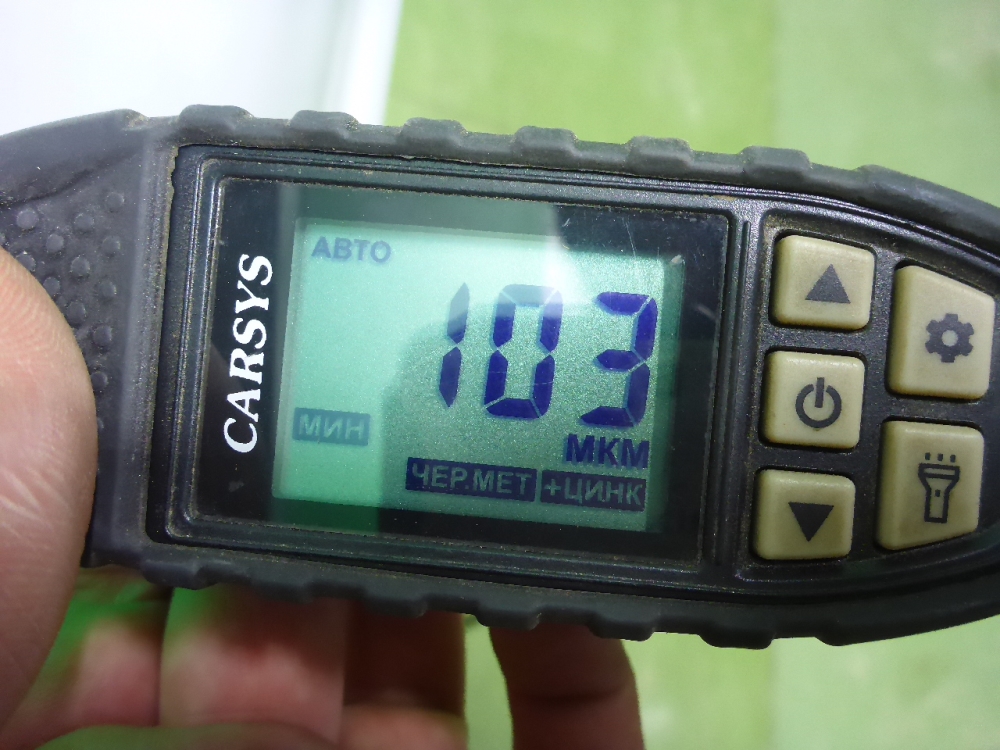 CARSYS
АВТО
103
МИН
МКМ
ЧЕР.МЕТ +ЦИНК